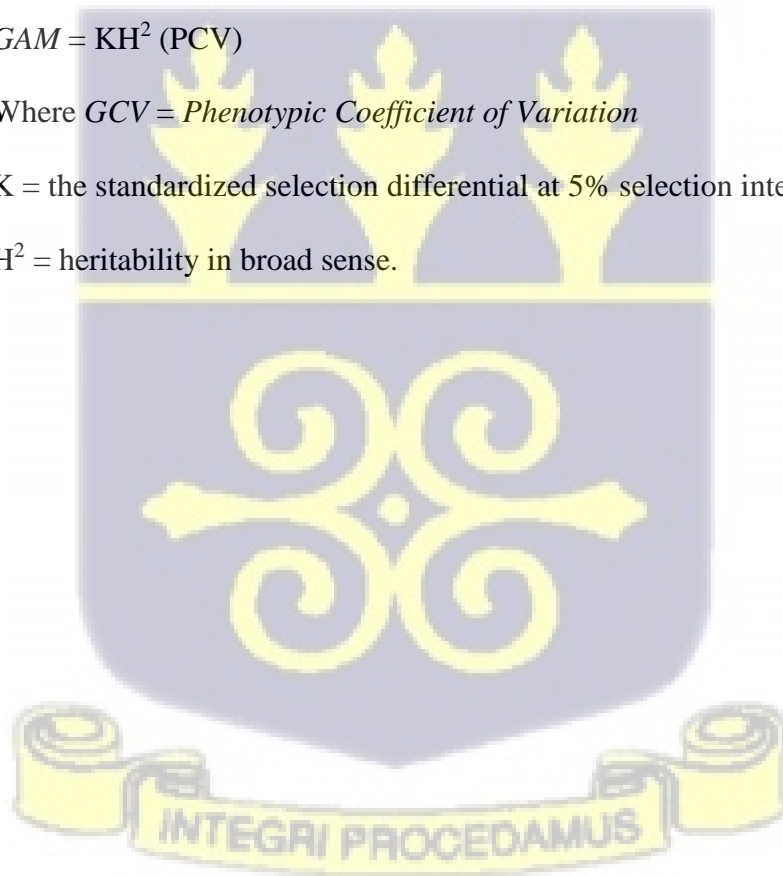 GAM = KH² (PCV)
Where GCV = Phenotypic Coefficient of Variation
K = the standardized selection differential at 5% selection inte
H² = heritability in broad sense.
INTEGRI PROCEDAMUS